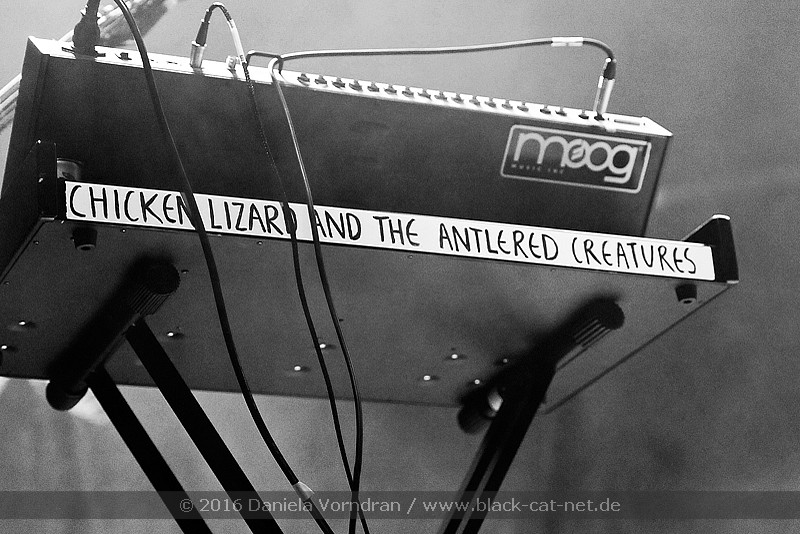 moog
MUSIC INC
CHICKEN LIZARD AND THE ANTLERED CREATURES
© 2016 Daniela Vorndran / www.black-cat-net.de